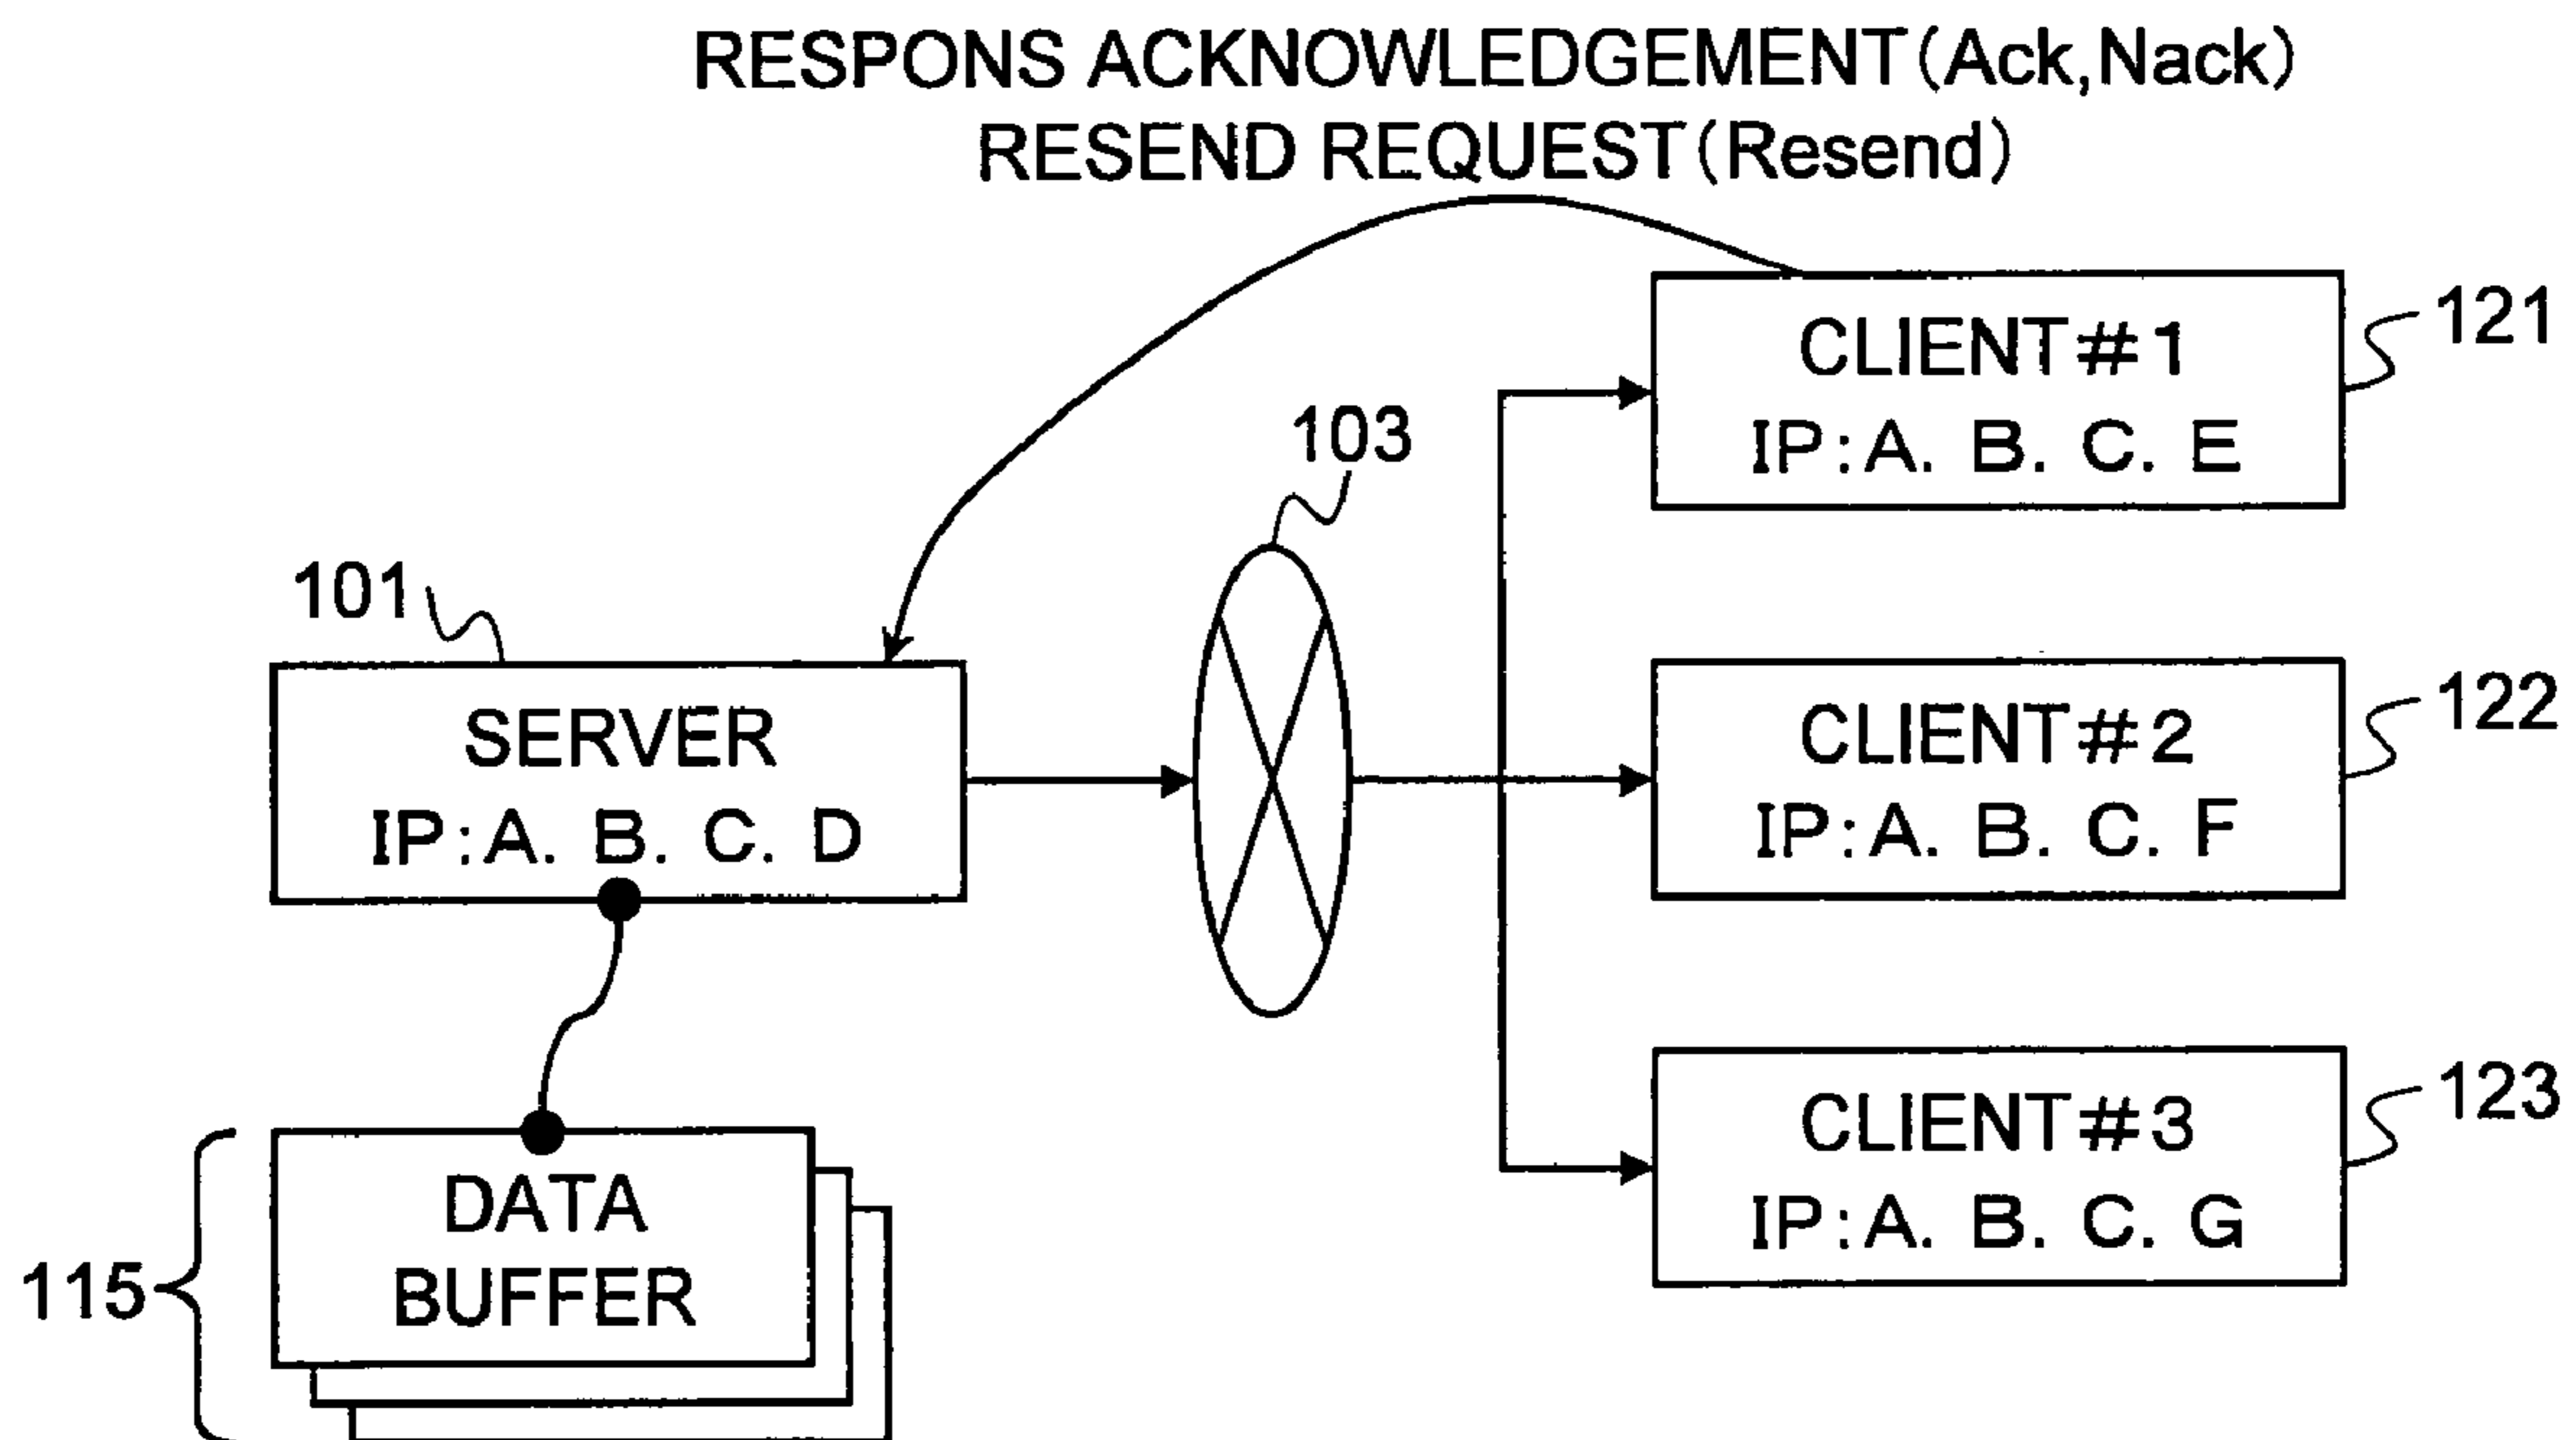 RESPONS ACKNOWLEDGEMENT(Ack,Nack)
RESEND REQUEST(Resend)
121
CLIENT#1
IP:A. B. C. E
103
101
SERVER
IP:A. B. C. D
122
CLIENT#2
IP:A. B. C. F
123
CLIENT#3
IP:A. B. C. G
115
DATA
BUFFER